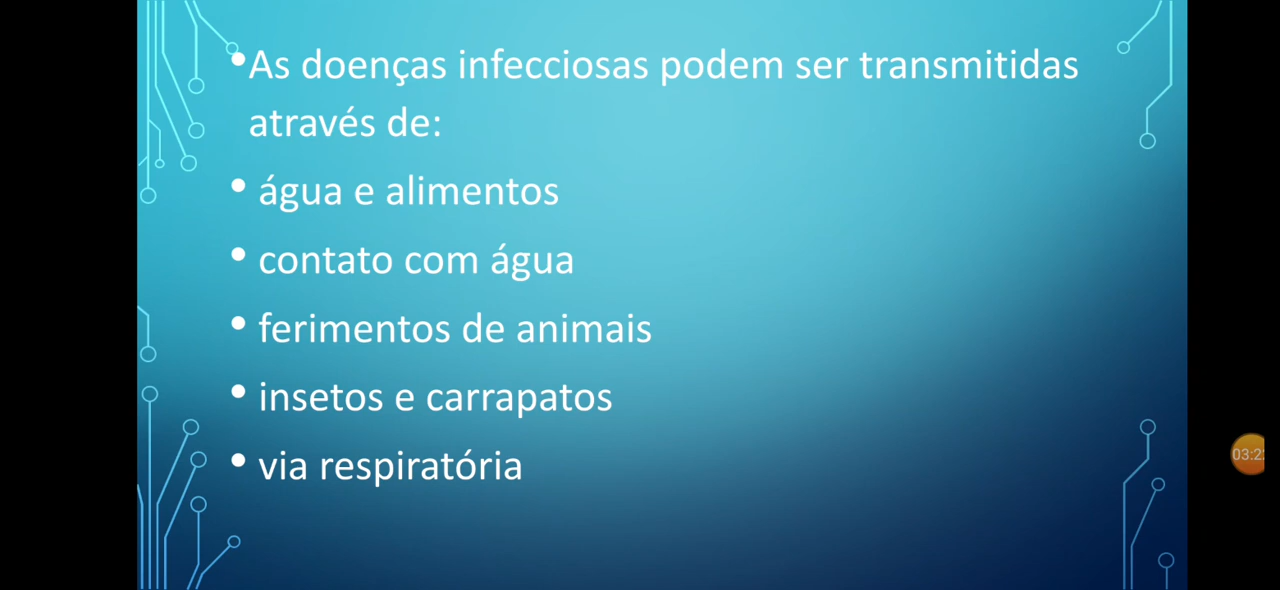 •As doenças infecciosas podem ser transmitidas
através de:
• água e alimentos
• contato com água
• ferimentos de animais
• insetos e carrapatos
• via respiratória